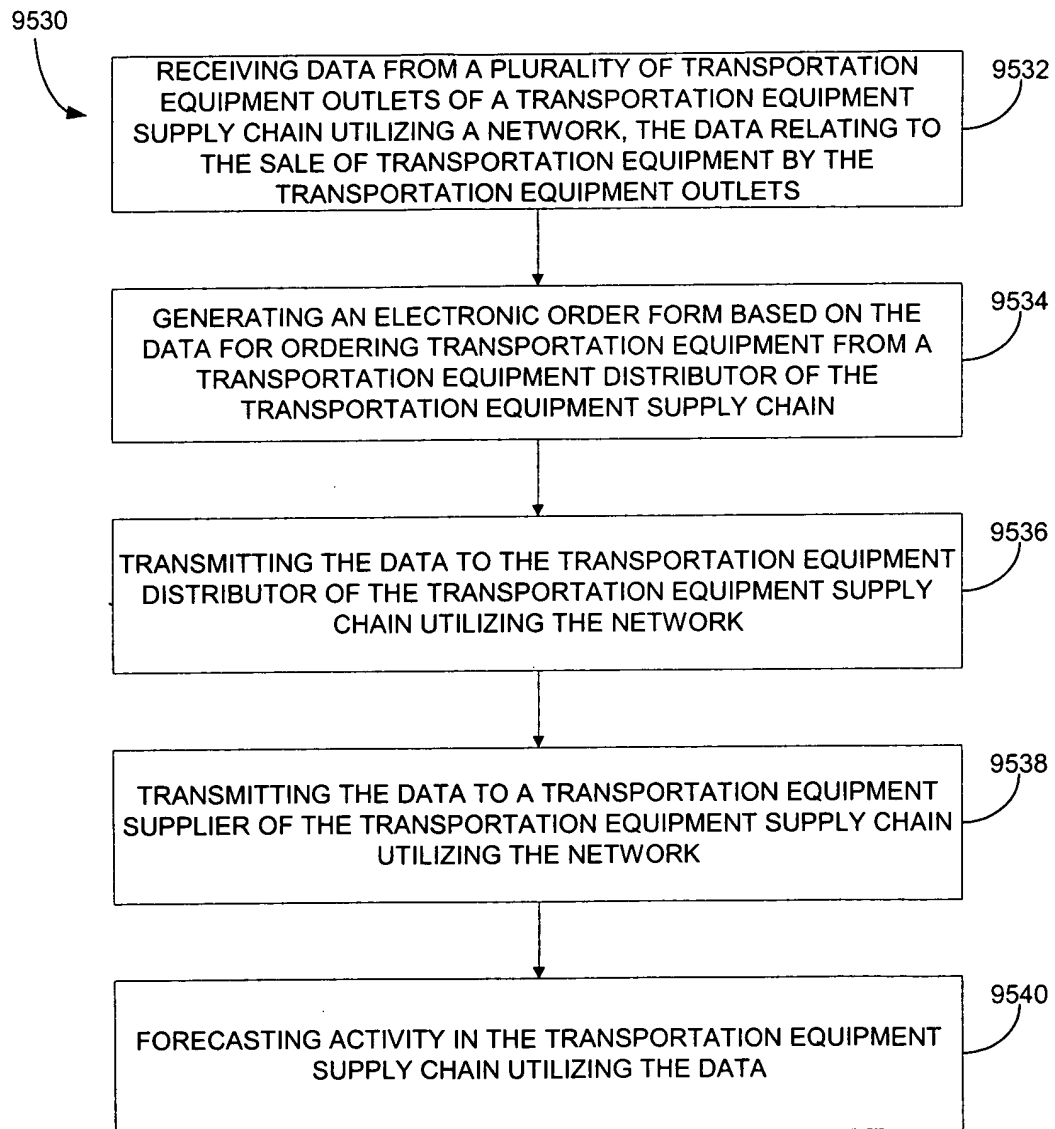 9530
RECEIVING DATA FROM A PLURALITY OF TRANSPORTATION
EQUIPMENT OUTLETS OF A TRANSPORTATION EQUIPMENT
SUPPLY CHAIN UTILIZING A NETWORK, THE DATA RELATING TO
THE SALE OF TRANSPORTATION EQUIPMENT BY THE
TRANSPORTATION EQUIPMENT OUTLETS
9532
GENERATING AN ELECTRONIC ORDER FORM BASED ON THE
DATA FOR ORDERING TRANSPORTATION EQUIPMENT FROM A
TRANSPORTATION EQUIPMENT DISTRIBUTOR OF THE
TRANSPORTATION EQUIPMENT SUPPLY CHAIN
9534
TRANSMITTING THE DATA TO THE TRANSPORTATION EQUIPMENT
DISTRIBUTOR OF THE TRANSPORTATION EQUIPMENT SUPPLY
CHAIN UTILIZING THE NETWORK
9536
TRANSMITTING THE DATA TO A TRANSPORTATION EQUIPMENT
SUPPLIER OF THE TRANSPORTATION EQUIPMENT SUPPLY CHAIN
UTILIZING THE NETWORK
9538
FORECASTING ACTIVITY IN THE TRANSPORTATION EQUIPMENT
SUPPLY CHAIN UTILIZING THE DATA
9540